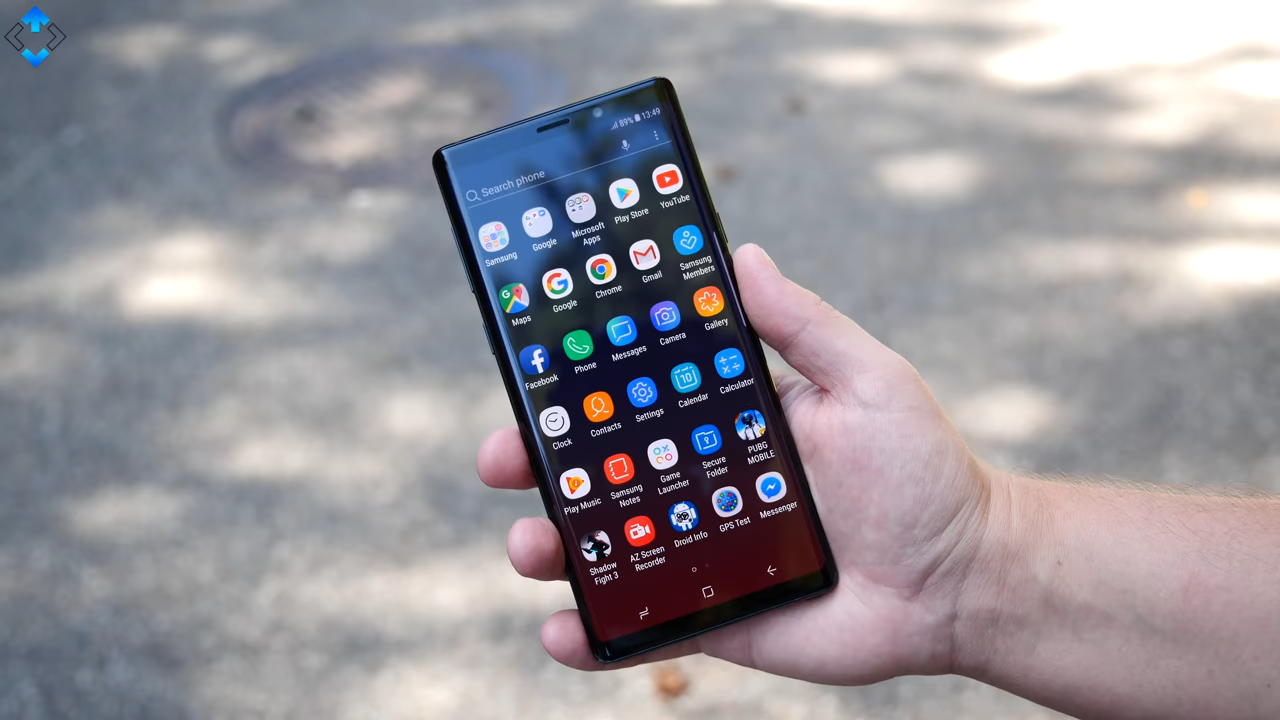 89% 13:49
Search phone
Samsung
Google
Microsoft
Apps
Play Store
YouTube
Maps
Google
Chrome
Gmail
Samsung
Members
Facebook
Phone
Messages
Camera
Gallery
Clock
Contacts
Settings
10
Calendar
Calculator
Play Music
Samsung
Notes
Game
Launcher
Secure
Folder
PUBG
MOBILE
Shadow
Fight 3
AZ Screen
Recorder
Droid Info
GPS Test
Messenger